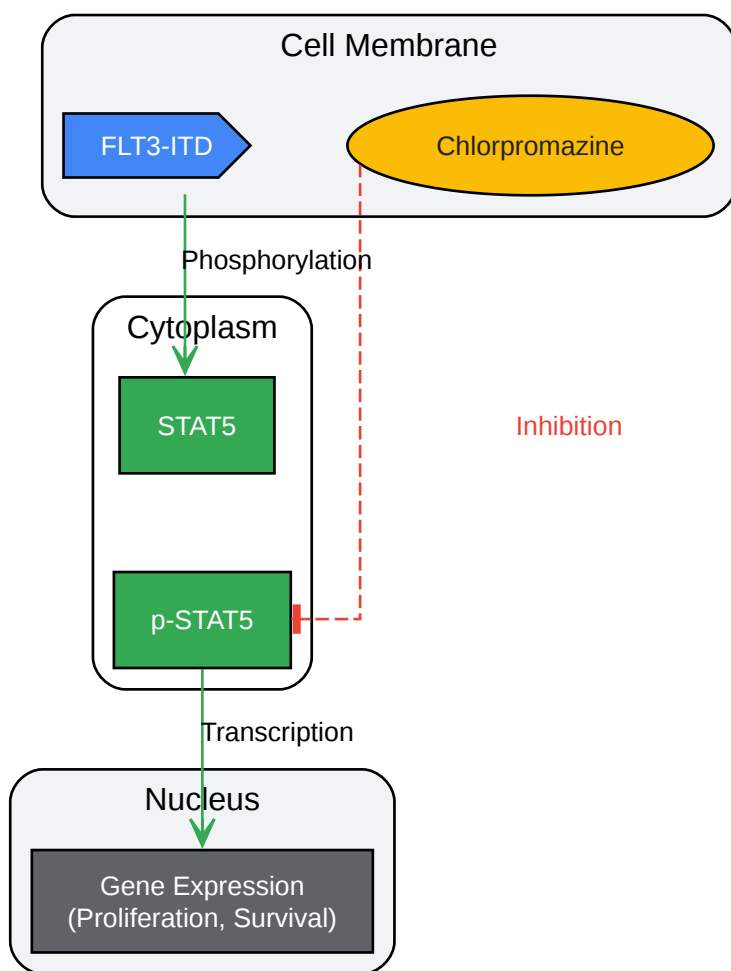 Cell Membrane
FLT3-ITD
Chlorpromazine
Phosphorylation
Cytoplasm
STAT5
Inhibition
p-STAT5
Transcription
Nucleus
Gene Expression
(Proliferation, Survival)